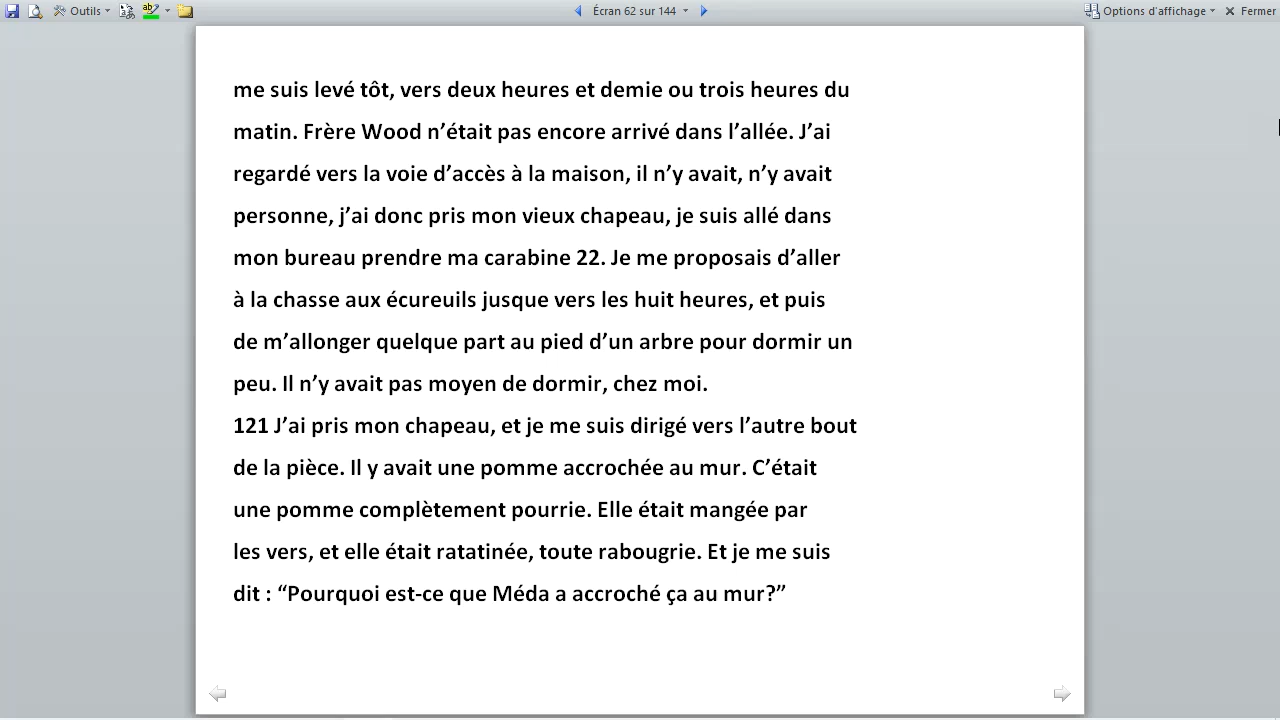 Outils
Écran 62 sur 144
Options d'affichage
Fermer
me suis levé tôt, vers deux heures et demie ou trois heures du
matin. Frère Wood n’était pas encore arrivé dans l’allée. J’ai
regardé vers la voie d’accès à la maison, il n’y avait, n’y avait
personne, j’ai donc pris mon vieux chapeau, je suis allé dans
mon bureau prendre ma carabine 22. Je me proposais d’aller
à la chasse aux écureuils jusque vers les huit heures, et puis
de m’allonger quelque part au pied d’un arbre pour dormir un
peu. Il n’y avait pas moyen de dormir, chez moi.
121 J’ai pris mon chapeau, et je me suis dirigé vers l’autre bout
de la pièce. Il y avait une pomme accrochée au mur. C’était
une pomme complètement pourrie. Elle était mangée par
les vers, et elle était ratatinée, toute rabougrie. Et je me suis
dit : “Pourquoi est-ce que Méda a accroché ça au mur?”